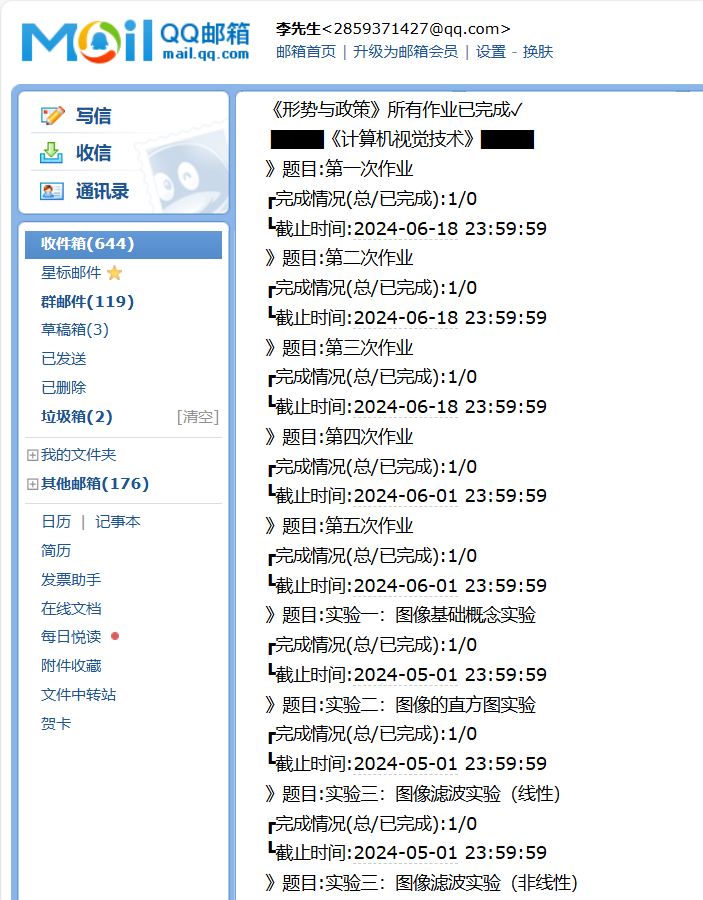 Mail QQ邮箱
mail.qq.com
李先生<2859371427@qq.com>
邮箱首页 | 升级为邮箱会员 | 设置 - 换肤
写信
收信
通讯录
收件箱(644)
星标邮件
群邮件(119)
草稿箱(3)
已发送
已删除
垃圾箱(2) [清空]
我的文件夹
其他邮箱(176)
日历 | 记事本
简历
发票助手
在线文档
每日悦读
附件收藏
文件中转站
贺卡
《形势与政策》所有作业已完成✓
《计算机视觉技术》
》题目:第一次作业
┏完成情况(总/已完成):1/0
┗截止时间:2024-06-18 23:59:59
》题目:第二次作业
┏完成情况(总/已完成):1/0
┗截止时间:2024-06-18 23:59:59
》题目:第三次作业
┏完成情况(总/已完成):1/0
┗截止时间:2024-06-18 23:59:59
》题目:第四次作业
┏完成情况(总/已完成):1/0
┗截止时间:2024-06-01 23:59:59
》题目:第五次作业
┏完成情况(总/已完成):1/0
┗截止时间:2024-06-01 23:59:59
》题目:实验一：图像基础概念实验
┏完成情况(总/已完成):1/0
┗截止时间:2024-05-01 23:59:59
》题目:实验二：图像的直方图实验
┏完成情况(总/已完成):1/0
┗截止时间:2024-05-01 23:59:59
》题目:实验三：图像滤波实验（线性）
┏完成情况(总/已完成):1/0
┗截止时间:2024-05-01 23:59:59
》题目:实验三：图像滤波实验（非线性）